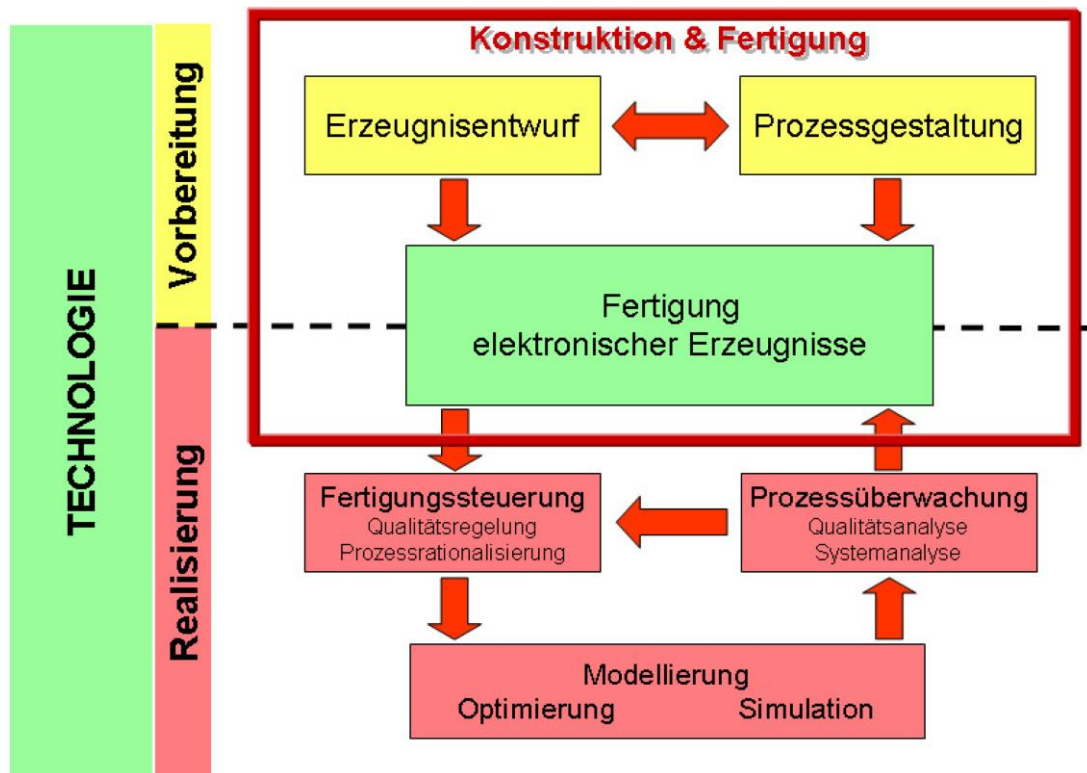 TECHNOLOGIE
Vorbereitung
Realisierung
Konstruktion & Fertigung
Erzeugnisentwurf
Prozessgestaltung
Fertigung
elektronischer Erzeugnisse
Fertigungssteuerung
Qualitätsregelung
Prozessrationalisierung
Prozessüberwachung
Qualitätsanalyse
Systemanalyse
Modellierung
Optimierung Simulation